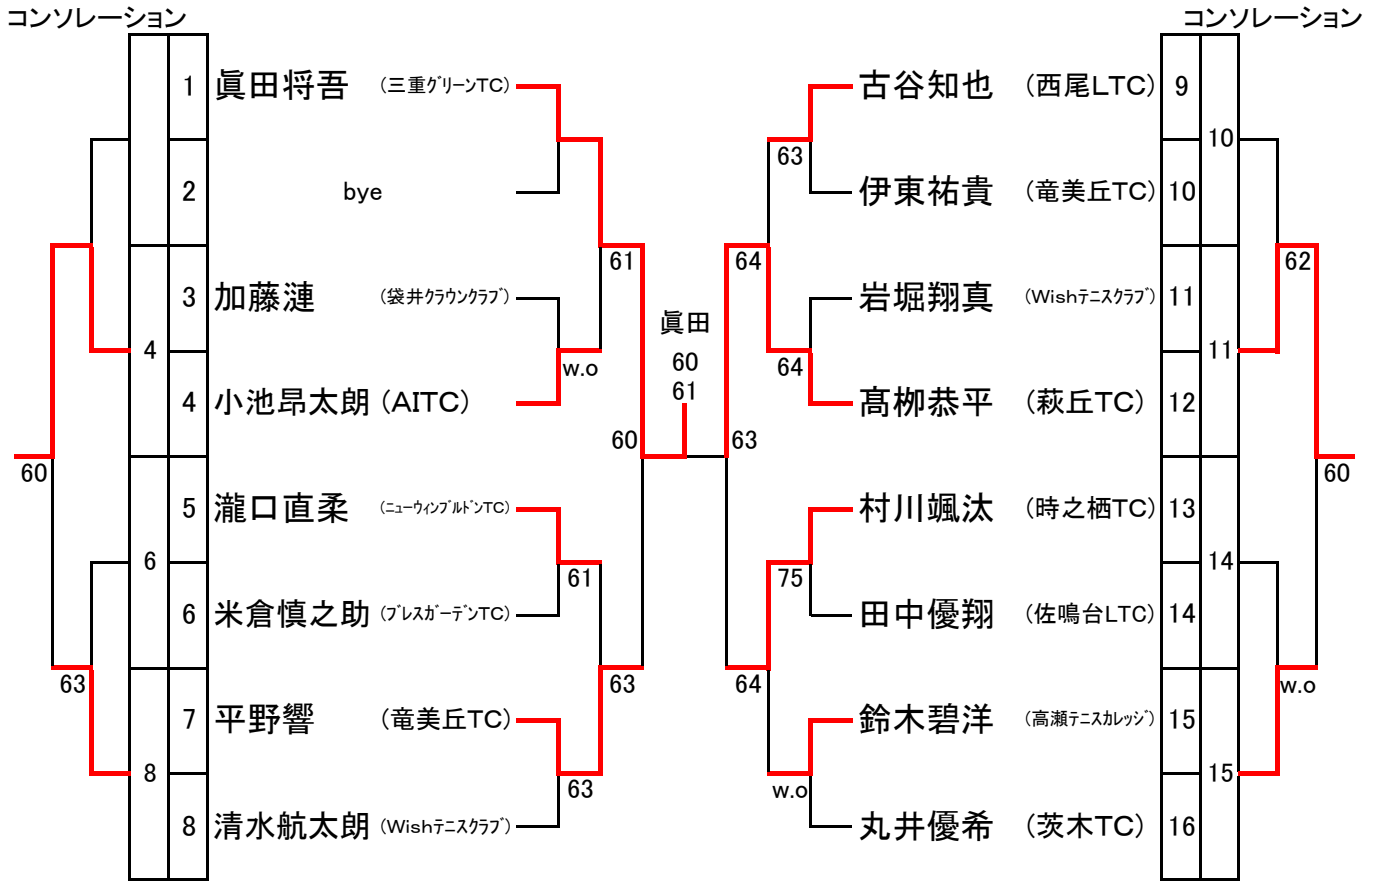 コンソレーション
コンソレーション
1 眞田将吾 (三重グリーンTC)
2 bye
3 加藤漣 (袋井クラウンクラブ)
4 小池昂太朗 (AITC)
5 瀧口直柔 (ニューウィンブルドンTC)
6 米倉慎之助 (ブレスガーデンTC)
7 平野響 (竜美丘TC)
8 清水航太朗 (Wishテニスクラブ)
4
6
8
60
63
61
w.o
60
61
63
63
眞田
60
61
古谷知也 (西尾LTC) 9
伊東祐貴 (竜美丘TC) 10
岩堀翔真 (Wishテニスクラブ) 11
髙栁恭平 (萩丘TC) 12
村川颯汰 (時之栖TC) 13
田中優翔 (佐鳴台LTC) 14
鈴木碧洋 (高瀬テニスカレッジ) 15
丸井優希 (茨木TC) 16
63
64
64
63
75
64
w.o
10
11
14
15
62
60
w.o